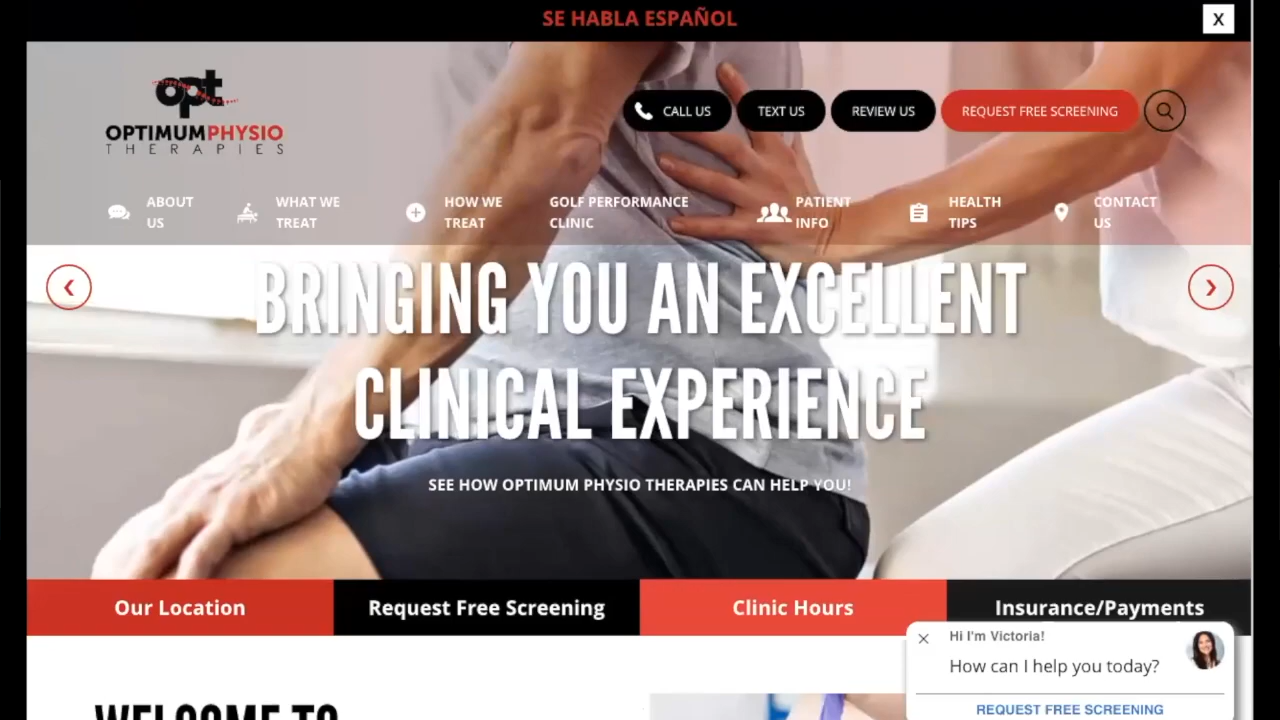 SE HABLA ESPAÑOL
X
opt
OPTIMUMPHYSIO
THERAPIES
CALL US
TEXT US
REVIEW US
REQUEST FREE SCREENING
ABOUT US
WHAT WE TREAT
HOW WE TREAT
GOLF PERFORMANCE CLINIC
PATIENT INFO
HEALTH TIPS
CONTACT US
BRINGING YOU AN EXCELLENT
CLINICAL EXPERIENCE
SEE HOW OPTIMUM PHYSIO THERAPIES CAN HELP YOU!
Our Location
Request Free Screening
Clinic Hours
Insurance/Payments
Hi I'm Victoria!
How can I help you today?
REQUEST FREE SCREENING
WELCOME TO